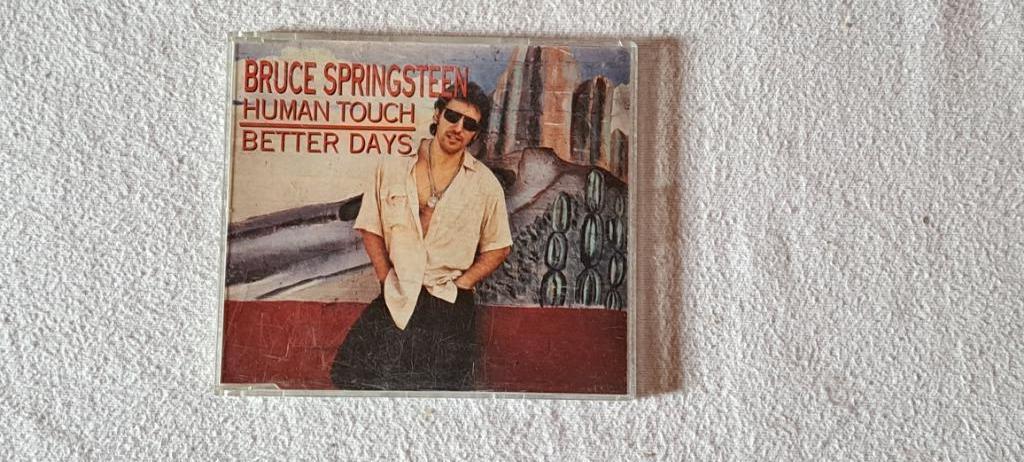 BRUCE SPRINGSTEEN
HUMAN TOUCH
BETTER DAYS